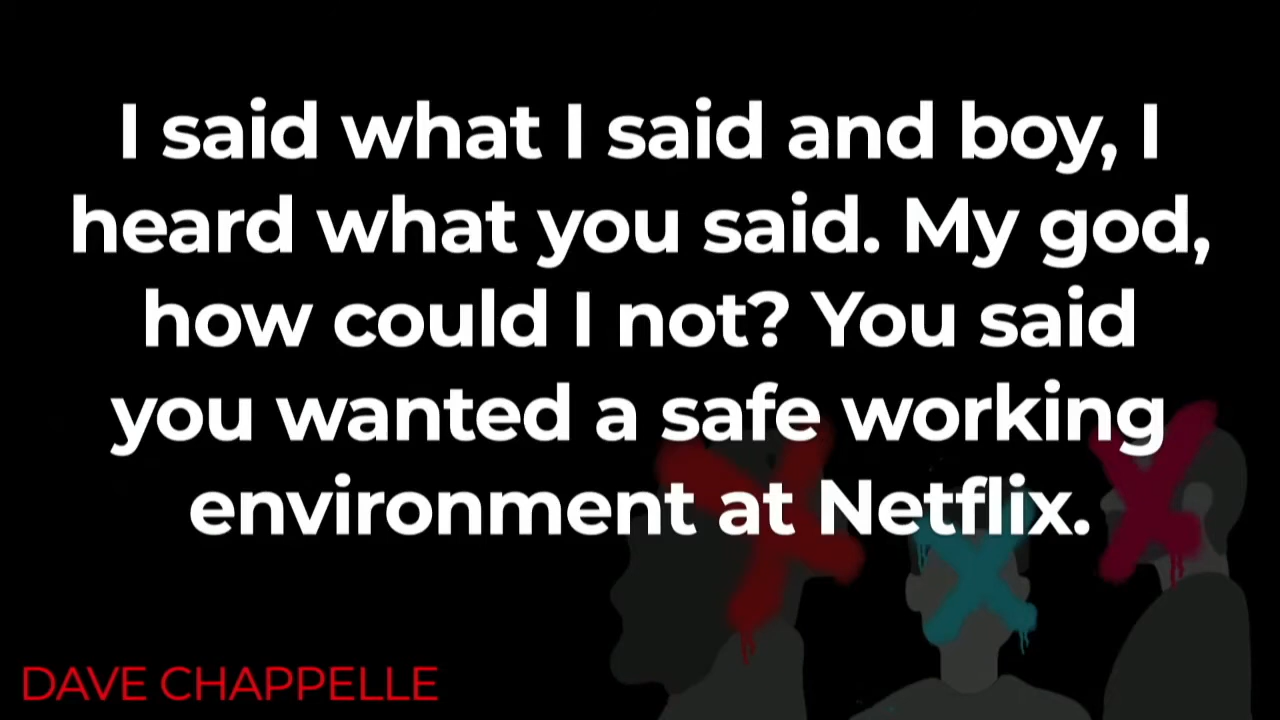 I said what I said and boy, I
heard what you said. My god,
how could I not? You said
you wanted a safe working
environment at Netflix.
DAVE CHAPPELLE